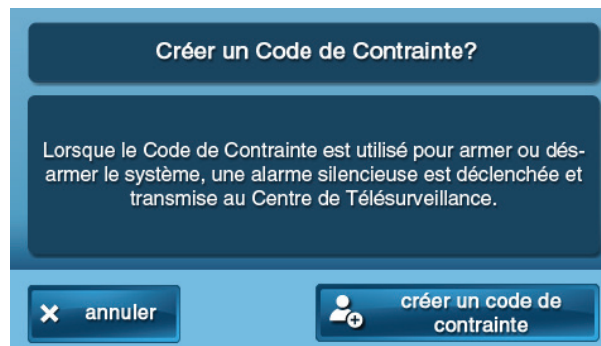 Créer un Code de Contrainte?
Lorsque le Code de Contrainte est utilisé pour armer ou dés-
armer le système, une alarme silencieuse est déclenchée et
transmise au Centre de Télésurveillance.
annuler
créer un code de
contrainte